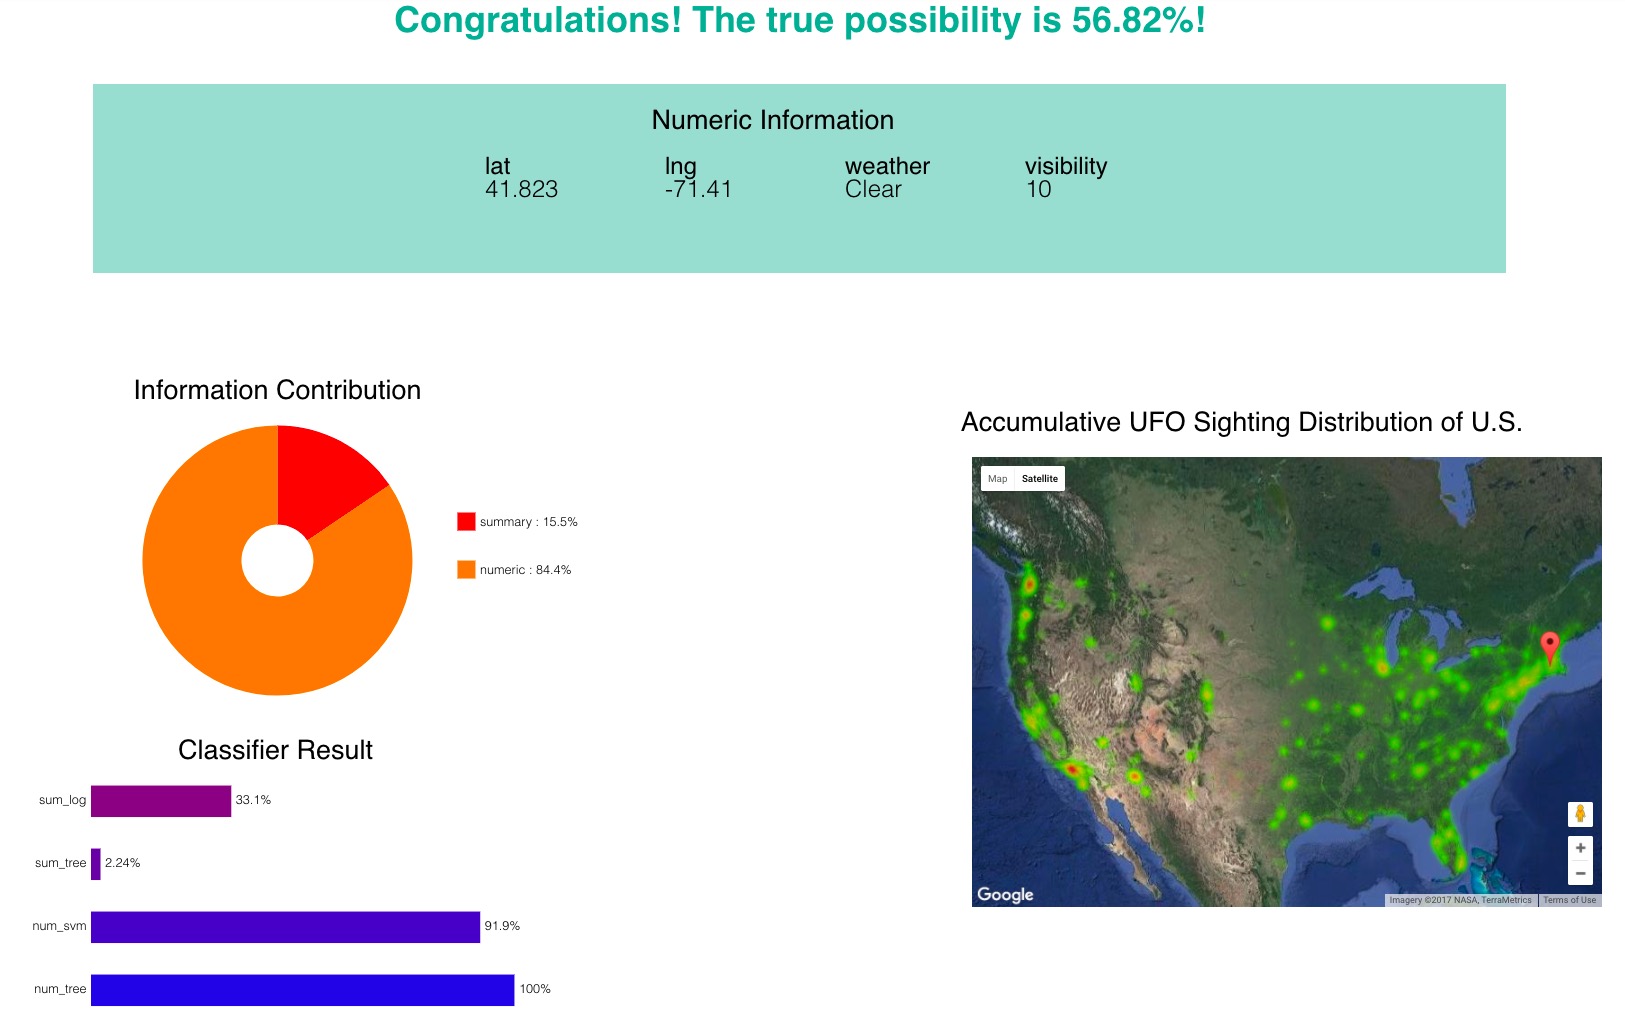 Congratulations! The true possibility is 56.82%!
Numeric Information
lat lng weather visibility
41.823 -71.41 Clear 10
Information Contribution
summary : 15.5%
numeric : 84.4%
Classifier Result
sum_log 33.1%
sum_tree 2.24%
num_svm 91.9%
num_tree 100%
Accumulative UFO Sighting Distribution of U.S.
Map Satellite
+
−
Google
Imagery ©2017 NASA, TerraMetrics Terms of Use